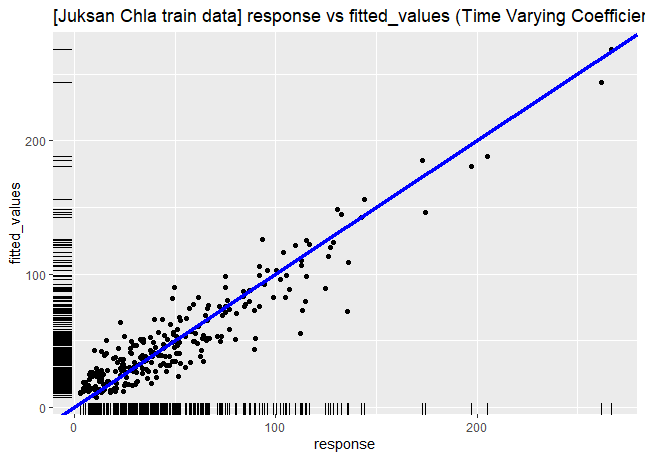 [Juksan Chla train data] response vs fitted_values (Time Varying Coefficien
fitted_values
200
100
0
0
100
200
response